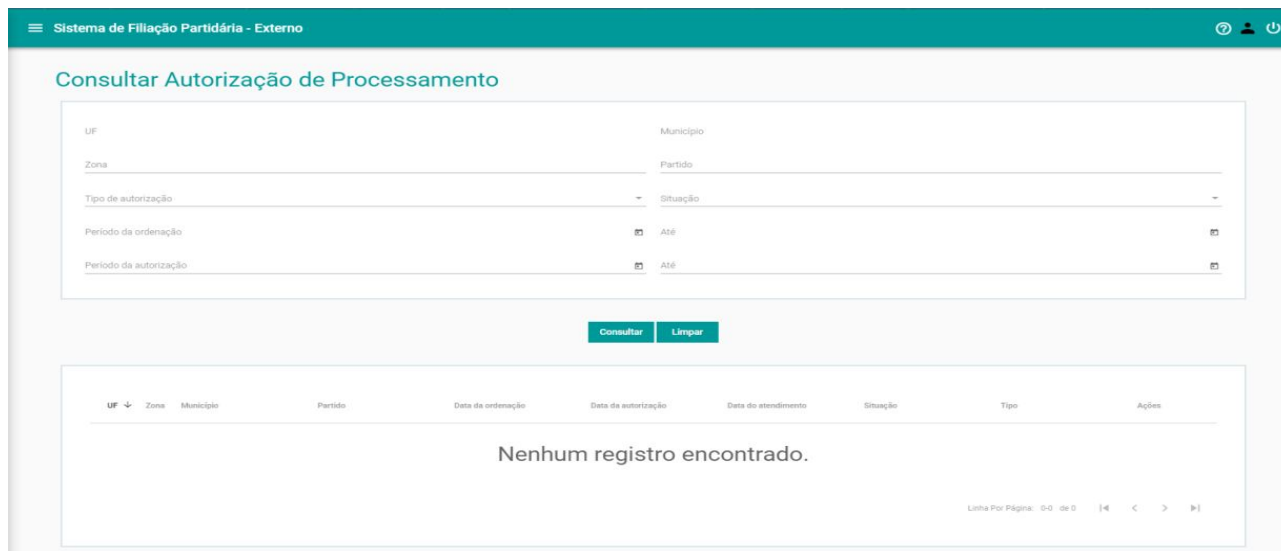 Sistema de Filiação Partidária - Externo
Consultar Autorização de Processamento
UF Município
Zona Partido
Tipo de autorização Situação
Período da ordenação Até
Período da autorização Até
Consultar Limpar
UF Zona Município Partido Data da ordenação Data da autorização Data do atendimento Situação Tipo Ações
Nenhum registro encontrado.
Linha Por Página: 0-0 de 0